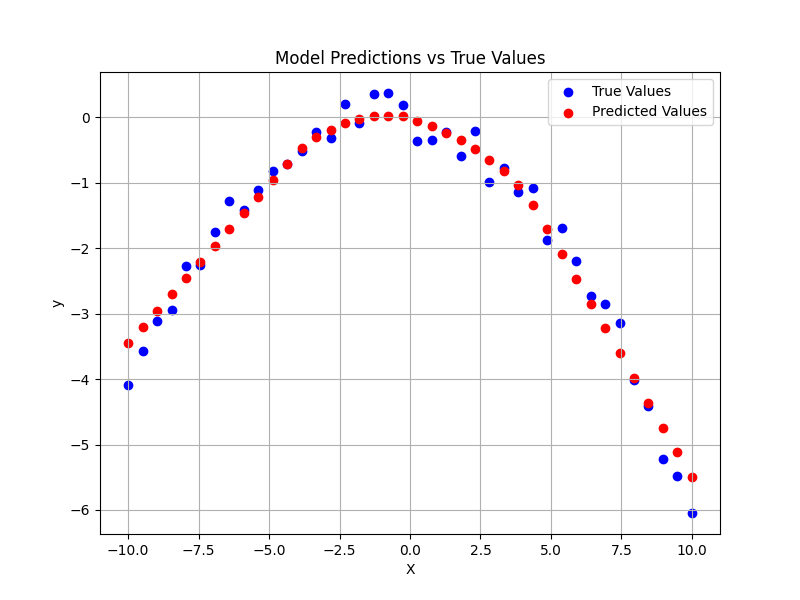 Model Predictions vs True Values
True Values
Predicted Values
0
−1
−2
−3
−4
−5
−6
y
−10.0 −7.5 −5.0 −2.5 0.0 2.5 5.0 7.5 10.0
X